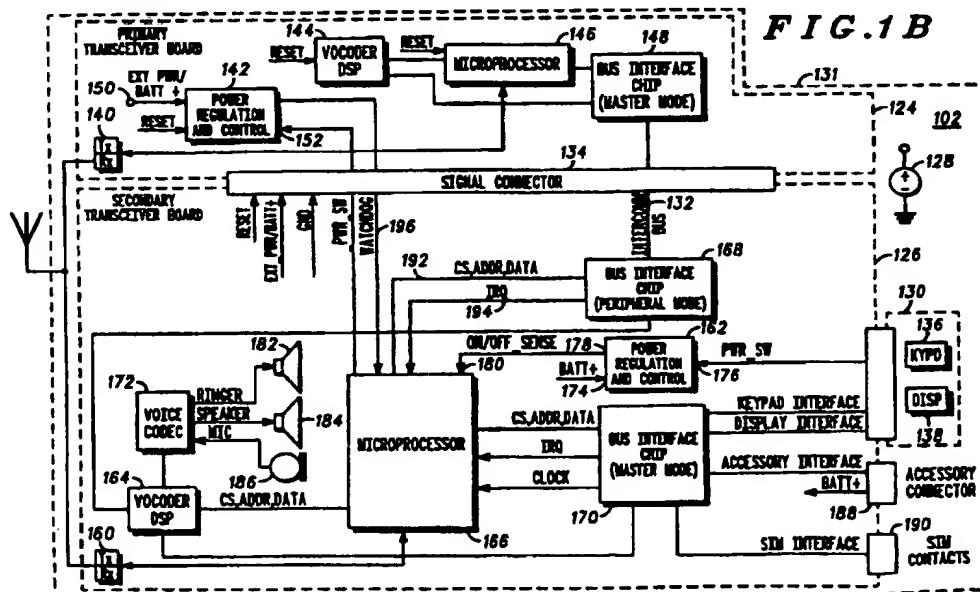 FIG.1B
PRIMARY
TRANSCEIVER BOARD
144
RESET
VOCODER
DSP
RESET
146
MICROPROCESSOR
148
BUS INTERFACE
CHIP
(MASTER MODE)
131
124
102
128
EXT PWR/
BATT +
150
142
POWER
REGULATION
AND CONTROL
RESET
152
140
TX
RX
134
SIGNAL CONNECTOR
SECONDARY
TRANSCEIVER BOARD
RESET
EXT_PWR/BATT+
GND
PWR_SW
WATCHDOG
196
INTERCONN
BUS
132
126
192
CS,ADDR,DATA
IRQ
194
168
BUS INTERFACE
CHIP
(PERIPHERAL MODE)
130
136
KYPD
DISP
138
ON/OFF_SENSE
180
178
162
POWER
REGULATION
AND CONTROL
BATT+
174
176
PWR_SW
182
172
VOICE
CODEC
RINGER
SPEAKER
MIC
184
186
MICROPROCESSOR
166
CS,ADDR,DATA
IRQ
CLOCK
BUS INTERFACE
CHIP
(MASTER MODE)
170
KEYPAD INTERFACE
DISPLAY INTERFACE
ACCESSORY INTERFACE
BATT+
188
ACCESSORY
CONNECTOR
164
VOCODER
DSP
CS,ADDR,DATA
160
TX
RX
SIM INTERFACE
190
SIM
CONTACTS